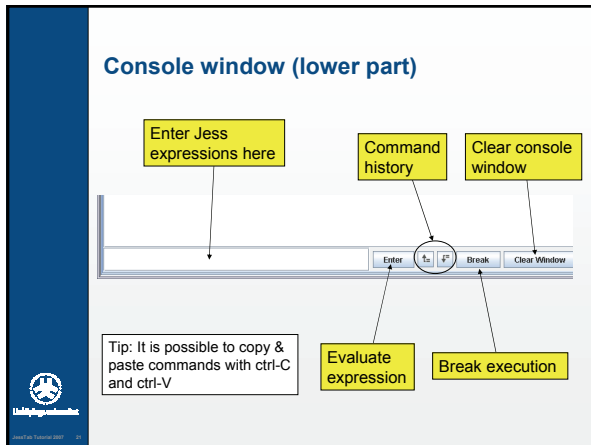 Console window (lower part)
Enter Jess
expressions here
Command
history
Clear console
window
Enter
Break
Clear Window
Tip: It is possible to copy &
paste commands with ctrl-C
and ctrl-V
Evaluate
expression
Break execution
JessTab Tutorial 2007 21